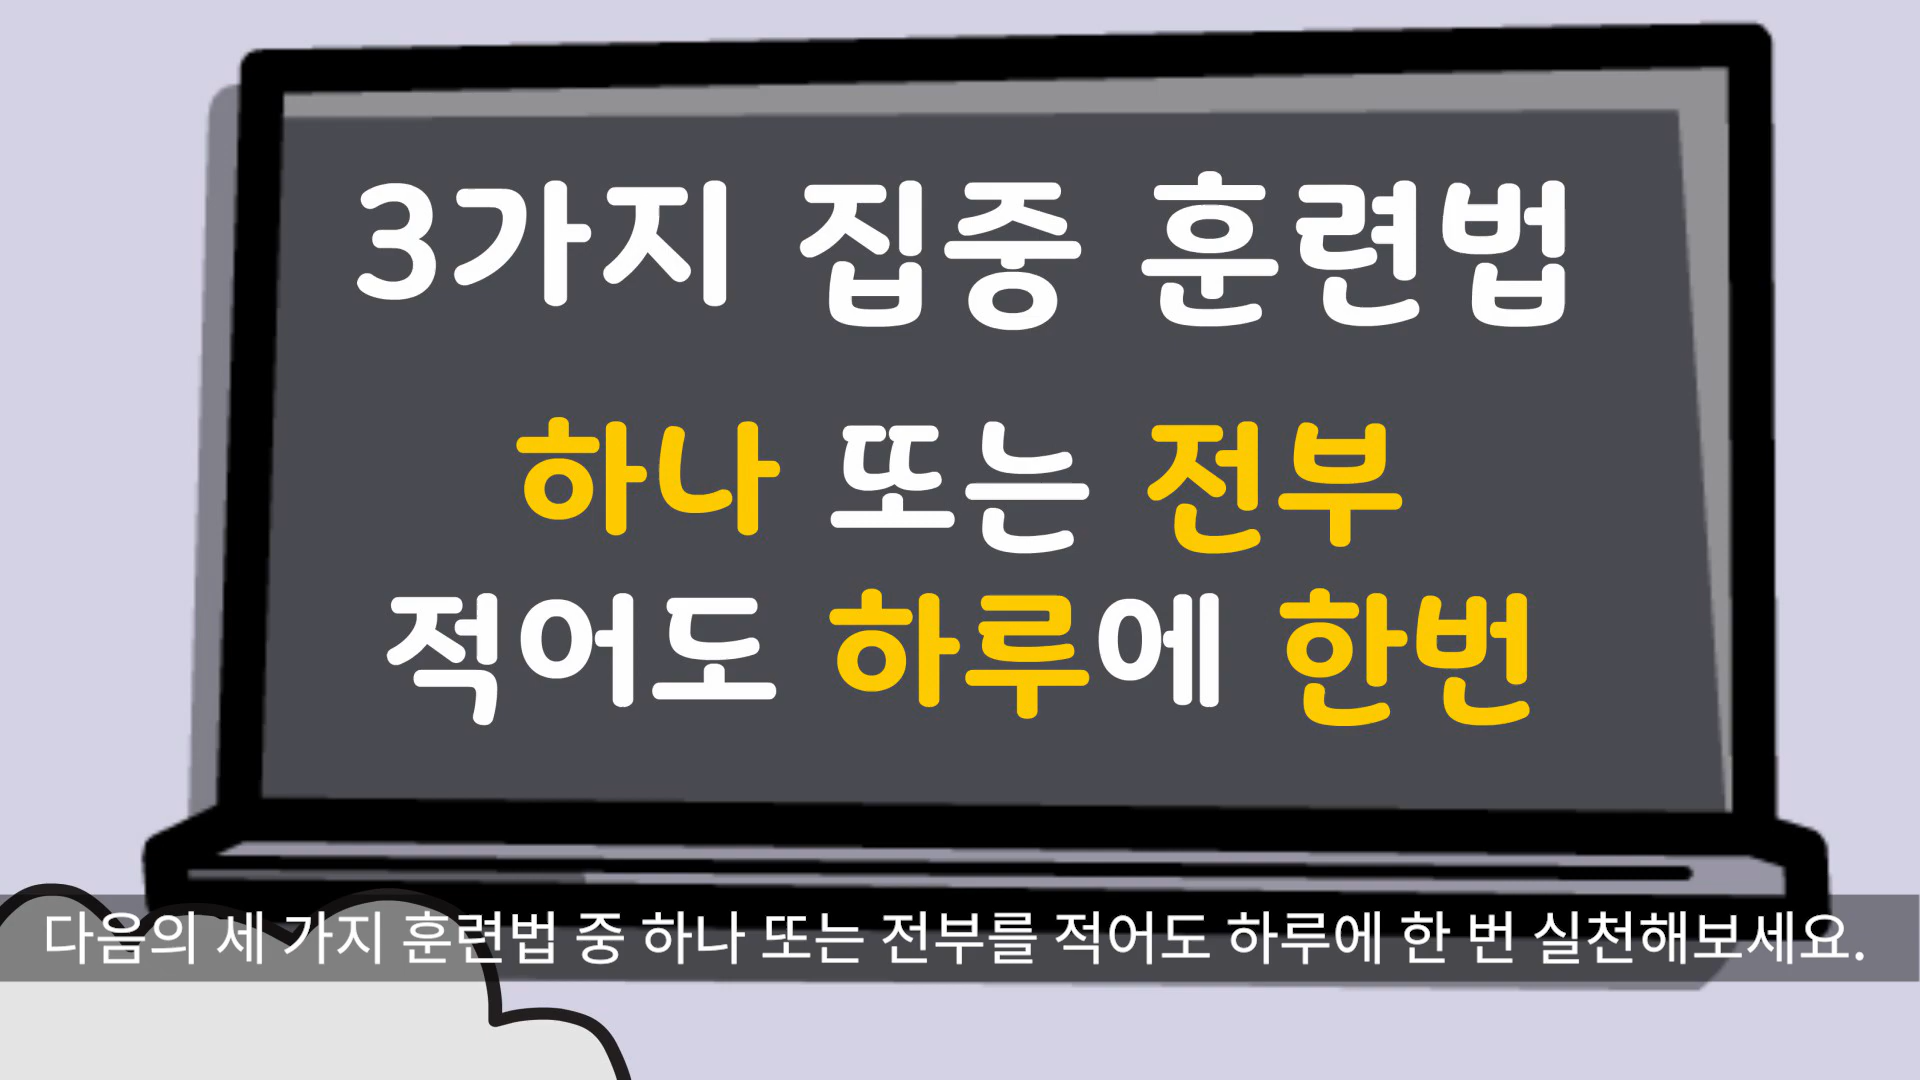 3가지 집중 훈련법
하나 또는 전부
적어도 하루에 한번
다음의 세 가지 훈련법 중 하나 또는 전부를 적어도 하루에 한 번 실천해보세요.